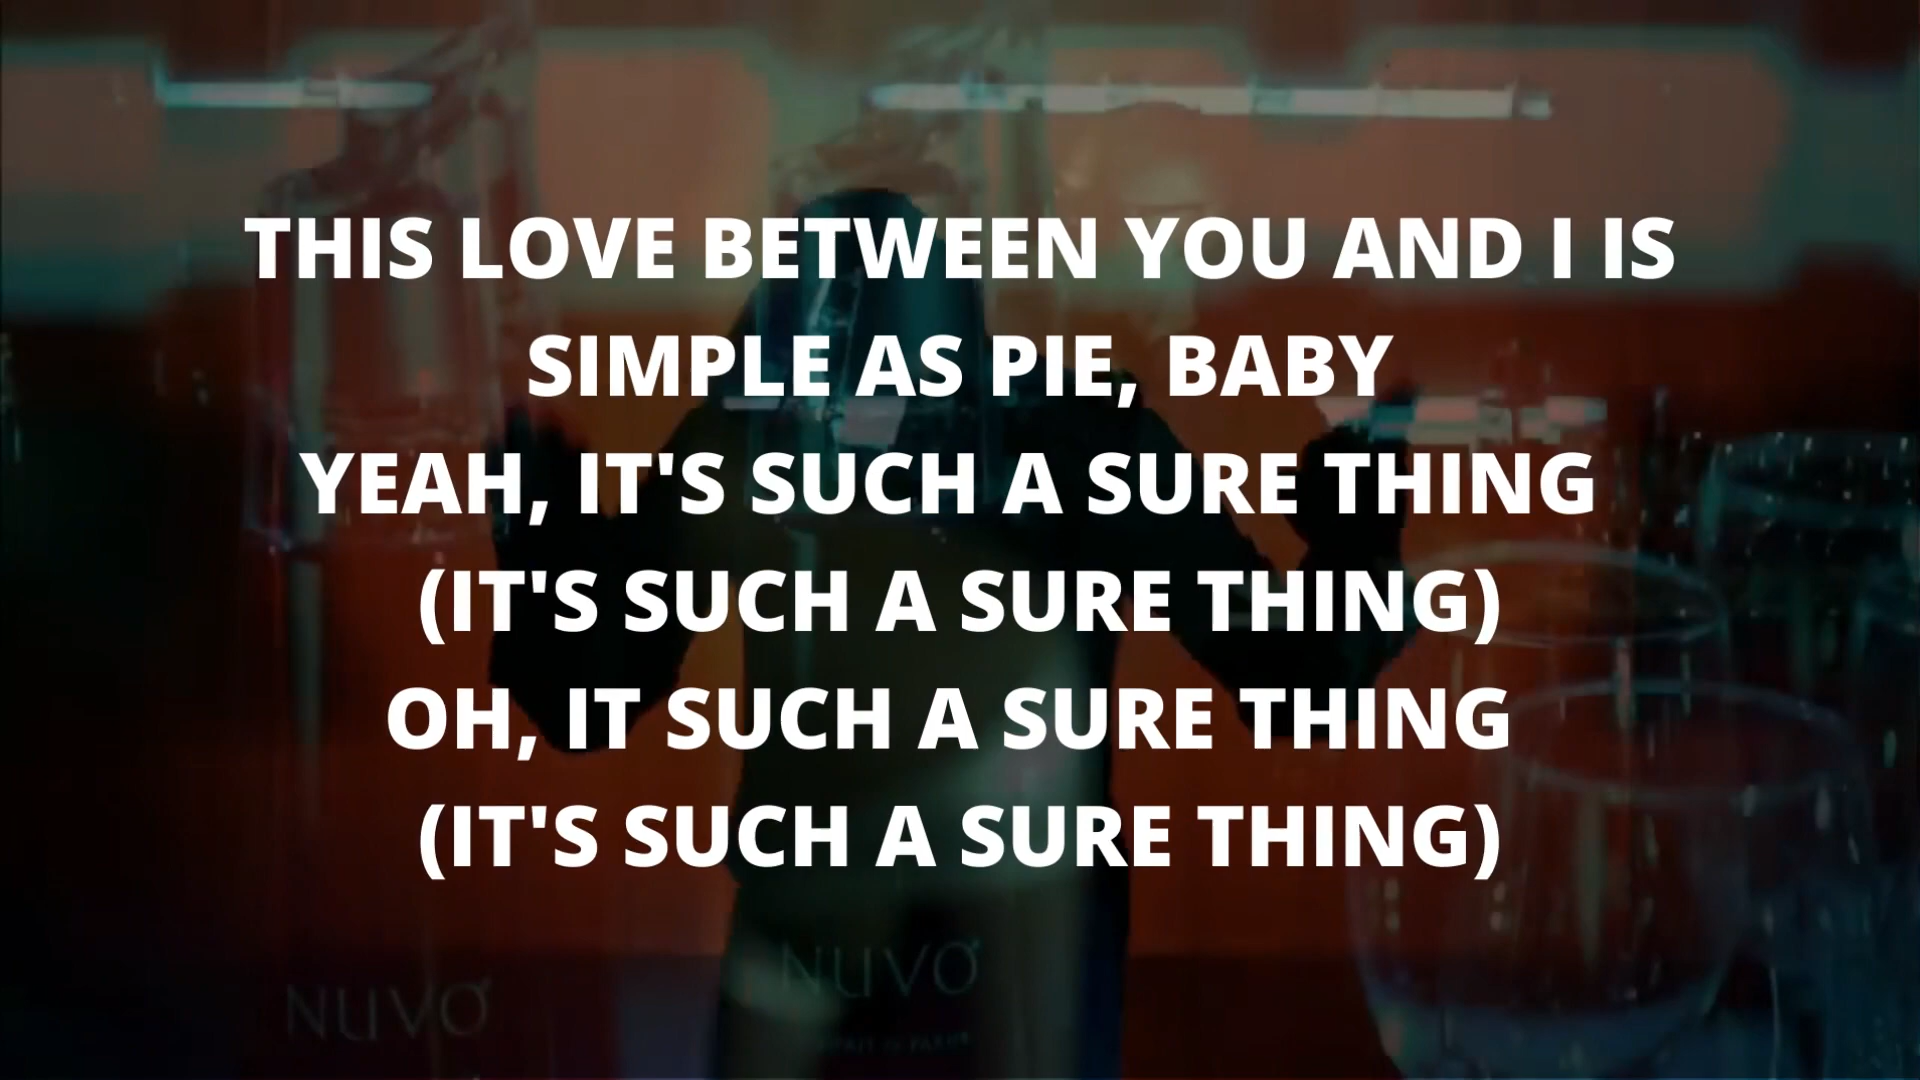 THIS LOVE BETWEEN YOU AND I IS
SIMPLE AS PIE, BABY
YEAH, IT'S SUCH A SURE THING
(IT'S SUCH A SURE THING)
OH, IT SUCH A SURE THING
(IT'S SUCH A SURE THING)
NUVO
NUVO